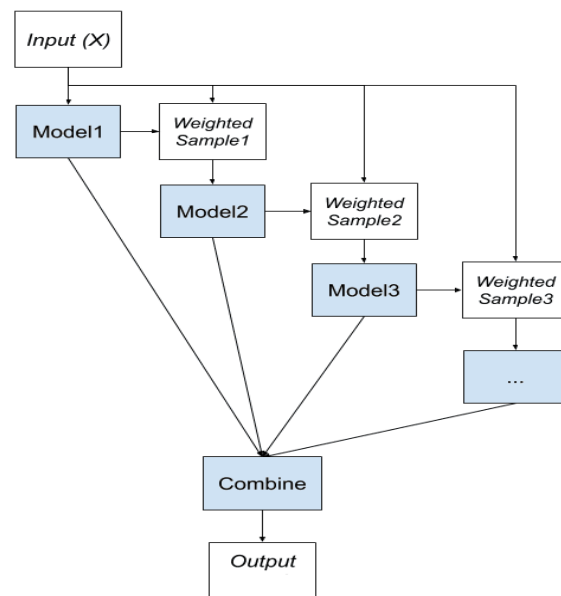 Input (X)
Model1
Weighted
Sample1
Model2
Weighted
Sample2
Model3
Weighted
Sample3
...
Combine
Output